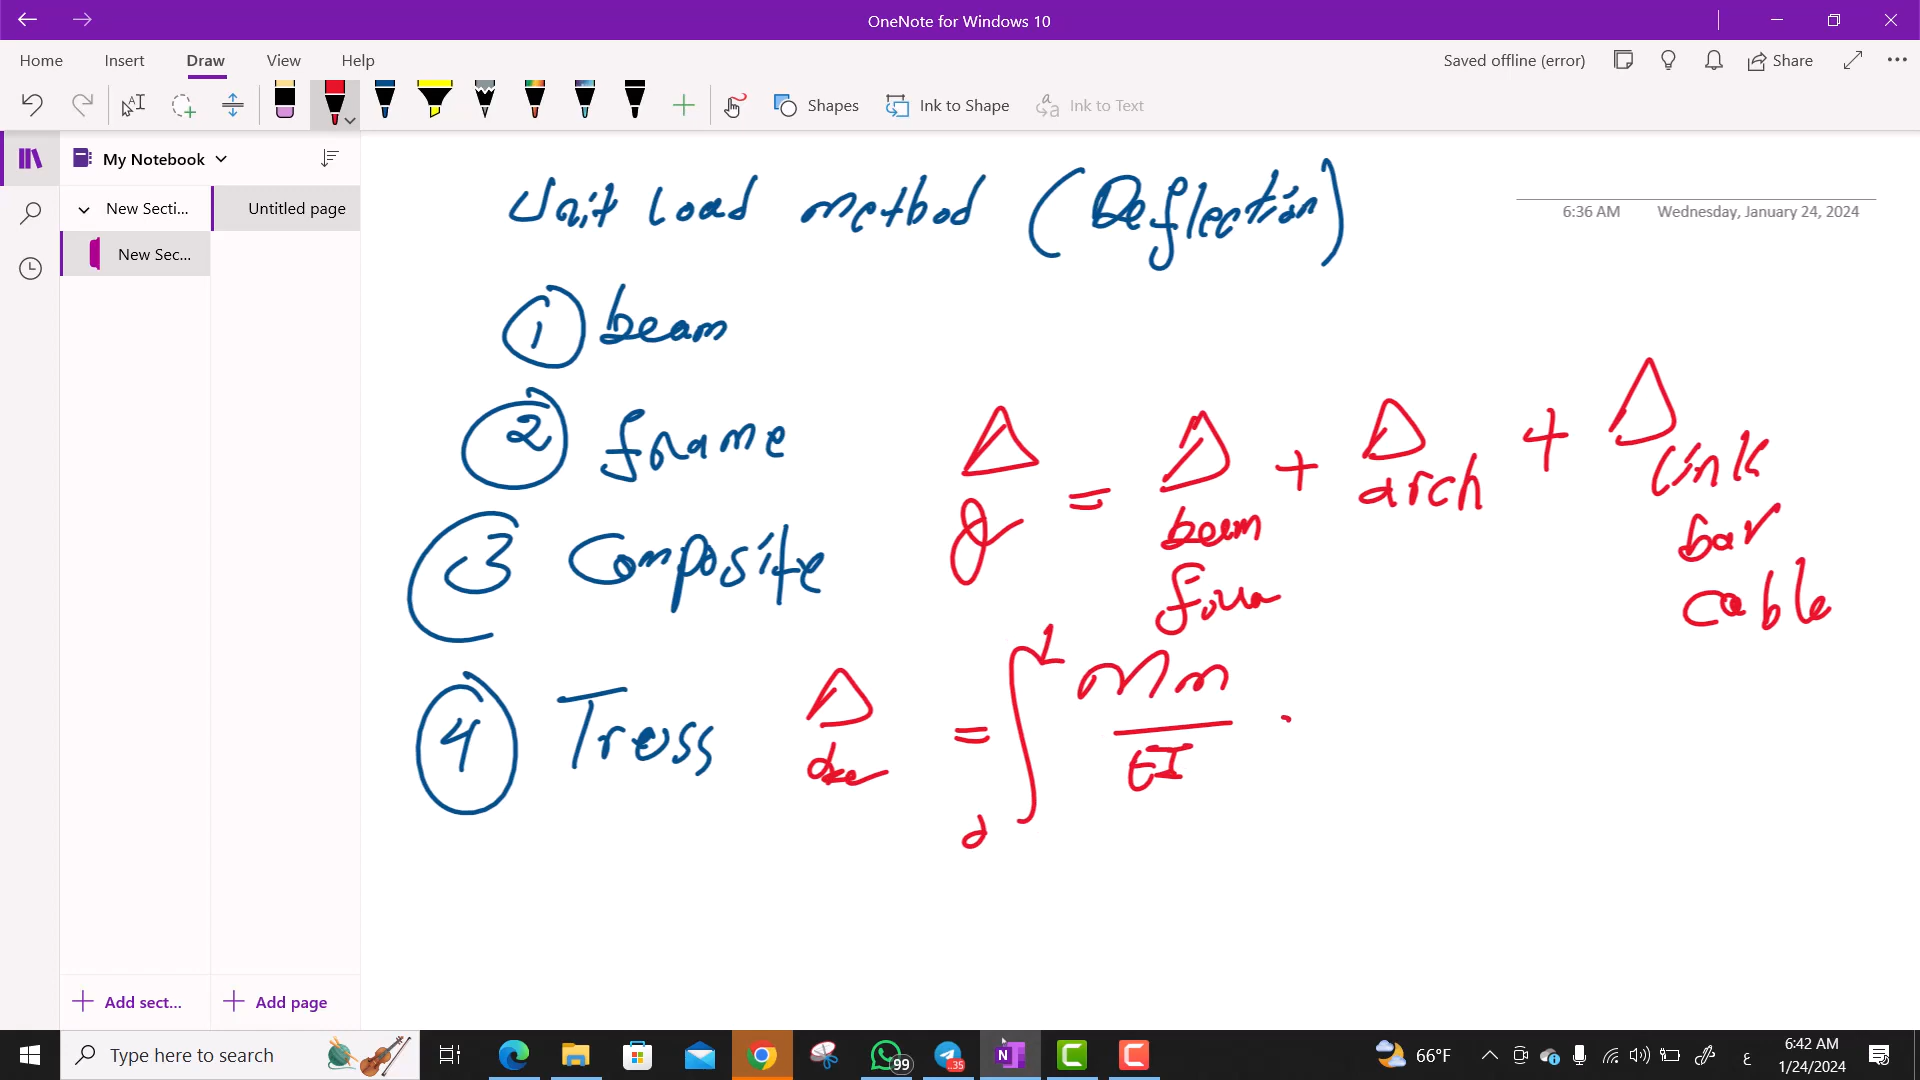 OneNote for Windows 10
Home Insert Draw View Help
Saved offline (error) Share
Shapes Ink to Shape Ink to Text
My Notebook
New Secti... Untitled page
New Sec...
6:36 AM Wednesday, January 24, 2024
Unit Load method (Deflection)
1 beam
2 frame
3 Composite
4 Tress
Δ = Δ beam + Δ arch + Δ link
bar
cable
Δ = ∫ Mm
EI
Add sect... Add page
Type here to search
99
35
66°F
ع
6:42 AM
1/24/2024